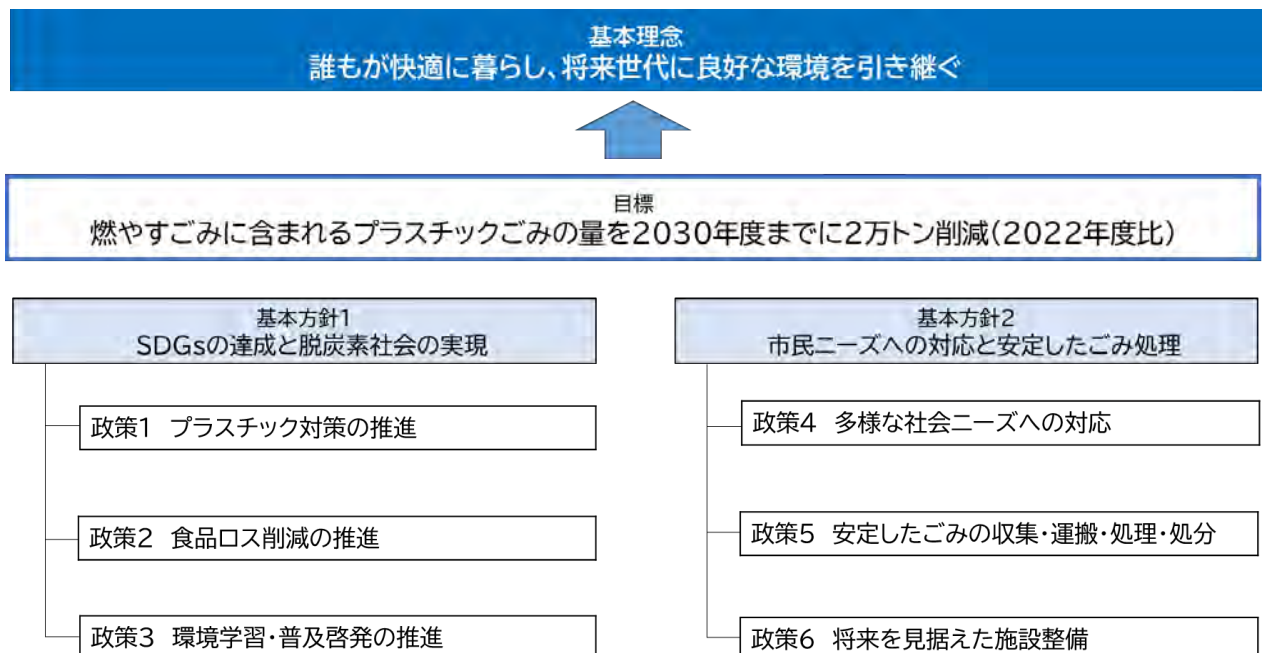 基本理念
誰もが快適に暮らし、将来世代に良好な環境を引き継ぐ
目標
燃やすごみに含まれるプラスチックごみの量を2030年度までに2万トン削減(2022年度比)
基本方針1
SDGsの達成と脱炭素社会の実現
政策1 プラスチック対策の推進
政策2 食品ロス削減の推進
政策3 環境学習・普及啓発の推進
基本方針2
市民ニーズへの対応と安定したごみ処理
政策4 多様な社会ニーズへの対応
政策5 安定したごみの収集・運搬・処理・処分
政策6 将来を見据えた施設整備